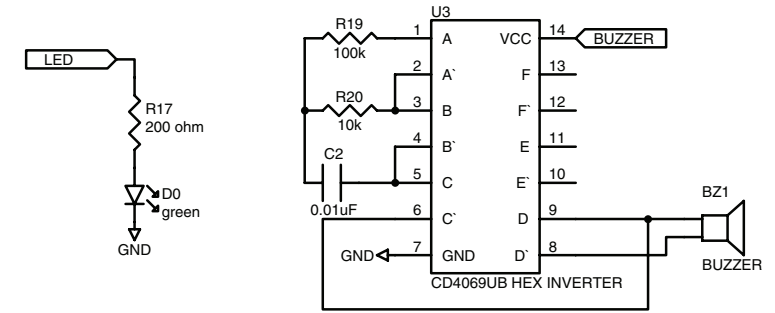 LED
R17
200 ohm
D0
green
GND
U3
R19
100k
R20
10k
C2
0.01uF
1 A VCC 14 BUZZER
2 A` F 13
3 B F` 12
4 B` E 11
5 C E` 10
6 C` D 9
GND 7 GND D` 8
CD4069UB HEX INVERTER
BZ1
BUZZER